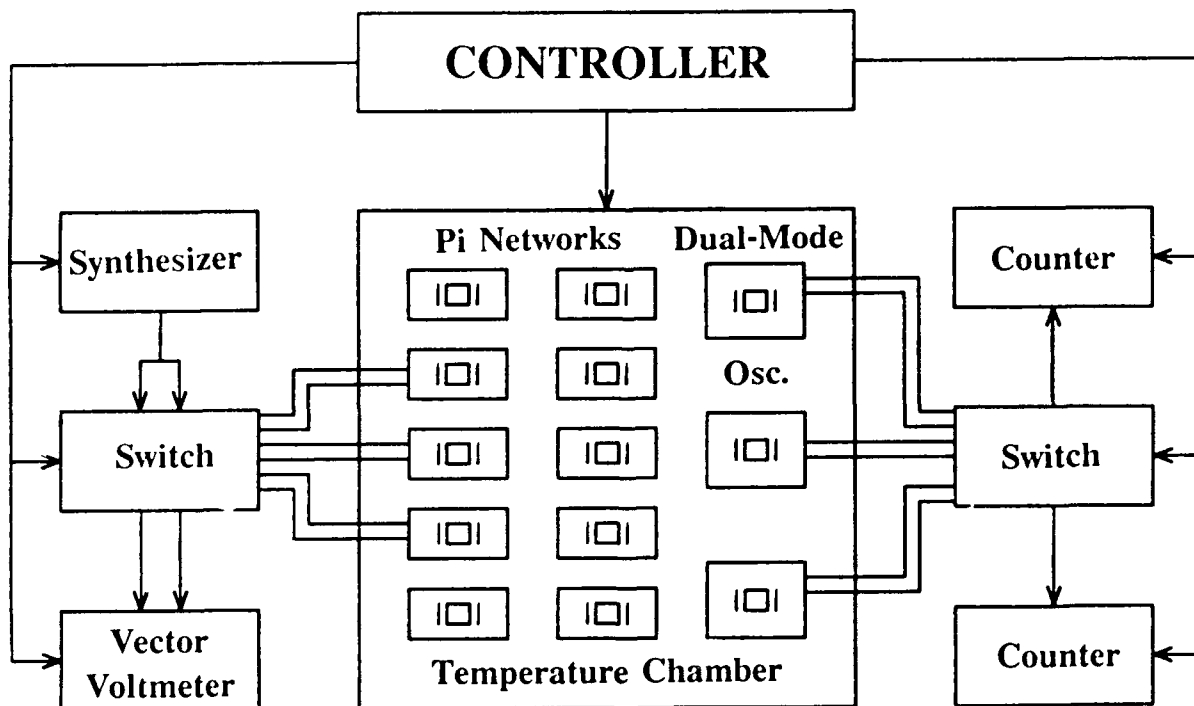 CONTROLLER
Synthesizer
Pi Networks
Dual-Mode
Counter
Osc.
Switch
Switch
Vector
Voltmeter
Temperature Chamber
Counter